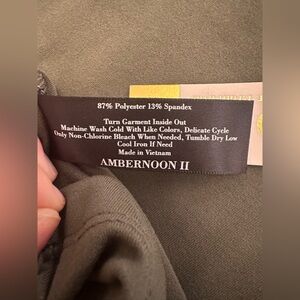 87% Polyester 13% Spandex
Turn Garment Inside Out
Machine Wash Cold With Like Colors, Delicate Cycle
Only Non-Chlorine Bleach When Needed, Tumble Dry Low
Cool Iron If Need
Made in Vietnam
AMBERNOON II